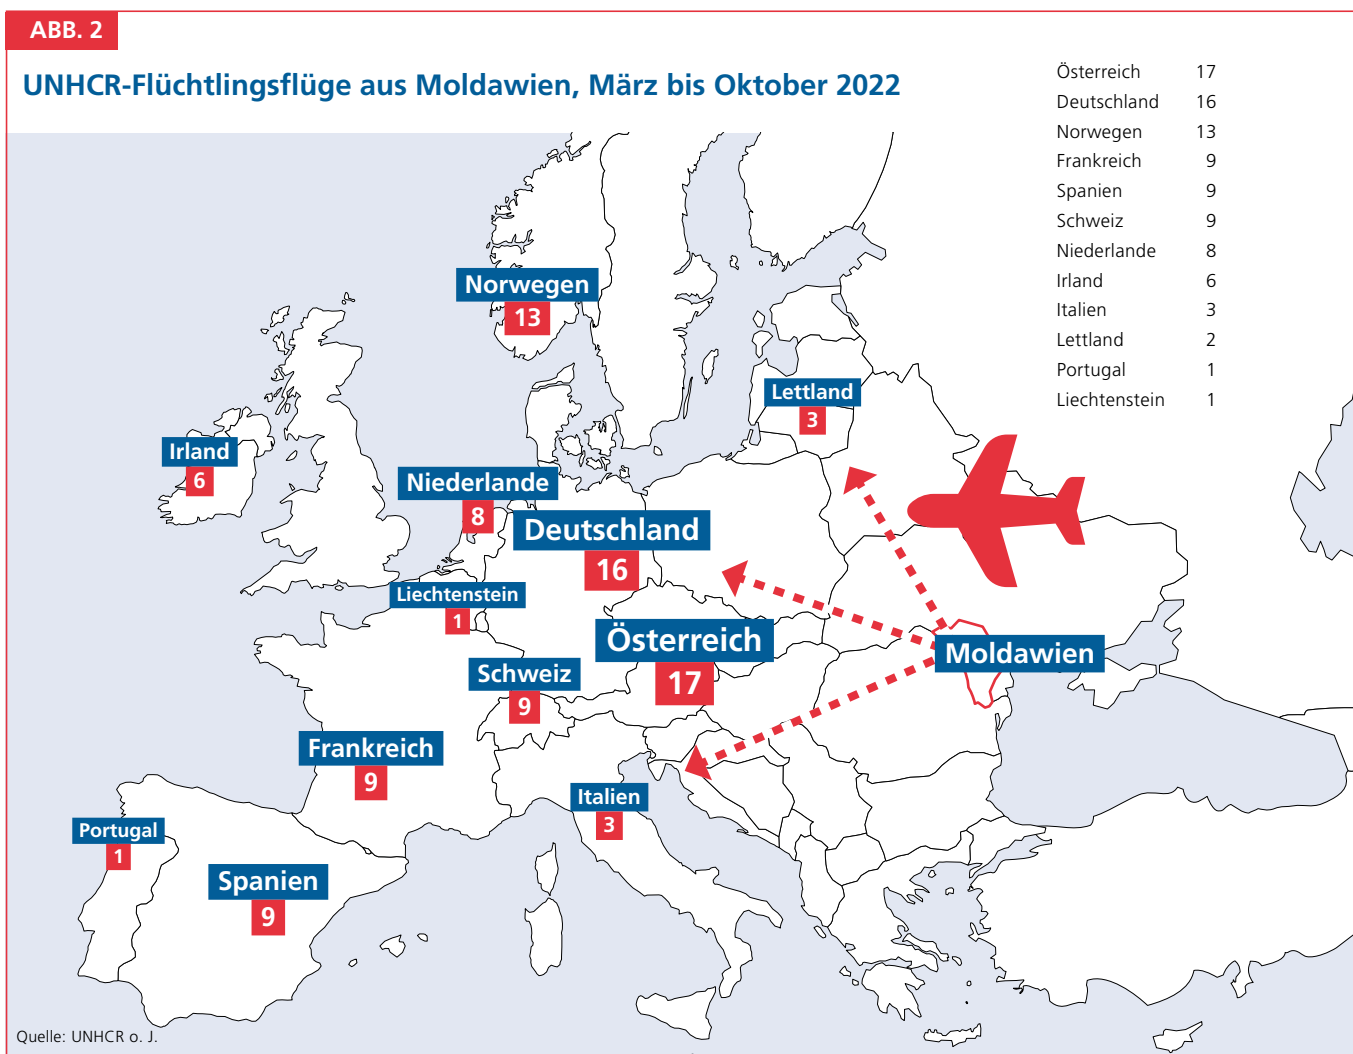 ABB. 2
UNHCR-Flüchtlingsflüge aus Moldawien, März bis Oktober 2022
Österreich 17
Deutschland 16
Norwegen 13
Frankreich 9
Spanien 9
Schweiz 9
Niederlande 8
Irland 6
Italien 3
Lettland 2
Portugal 1
Liechtenstein 1
Norwegen
13
Lettland
3
Irland
6
Niederlande
8
Deutschland
16
Liechtenstein
1
Österreich
17
Moldawien
Schweiz
9
Frankreich
9
Italien
3
Portugal
1
Spanien
9
Quelle: UNHCR o. J.